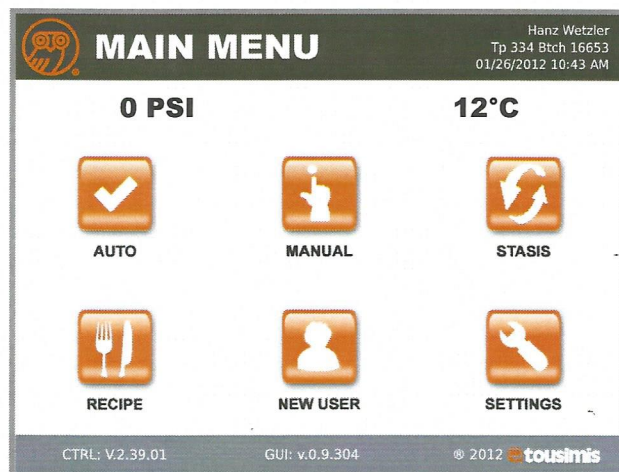 MAIN MENU
Hanz Wetzler
Tp 334 Btch 16653
01/26/2012 10:43 AM
0 PSI
12°C
AUTO
MANUAL
STASIS
RECIPE
NEW USER
SETTINGS
CTRL; V.2.39.01
GUI: v.0.9.304
® 2012 tousimis